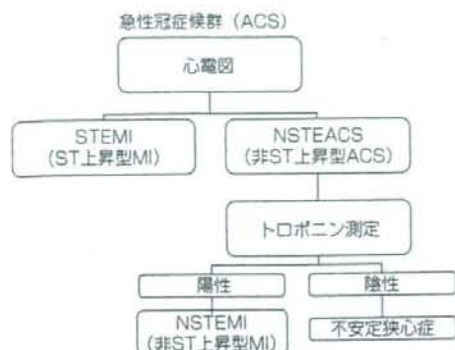 急性冠症候群（ACS）
心電図
STEMI
(ST上昇型MI)
NSTEACS
(非ST上昇型ACS)
トロポニン測定
陽性
陰性
NSTEMI
(非ST上昇型MI)
不安定狭心症